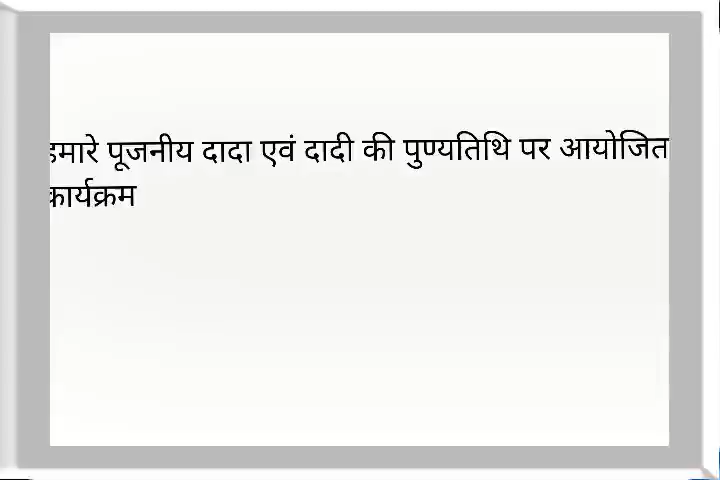 हमारे पूजनीय दादा एवं दादी की पुण्यतिथि पर आयोजित
कार्यक्रम